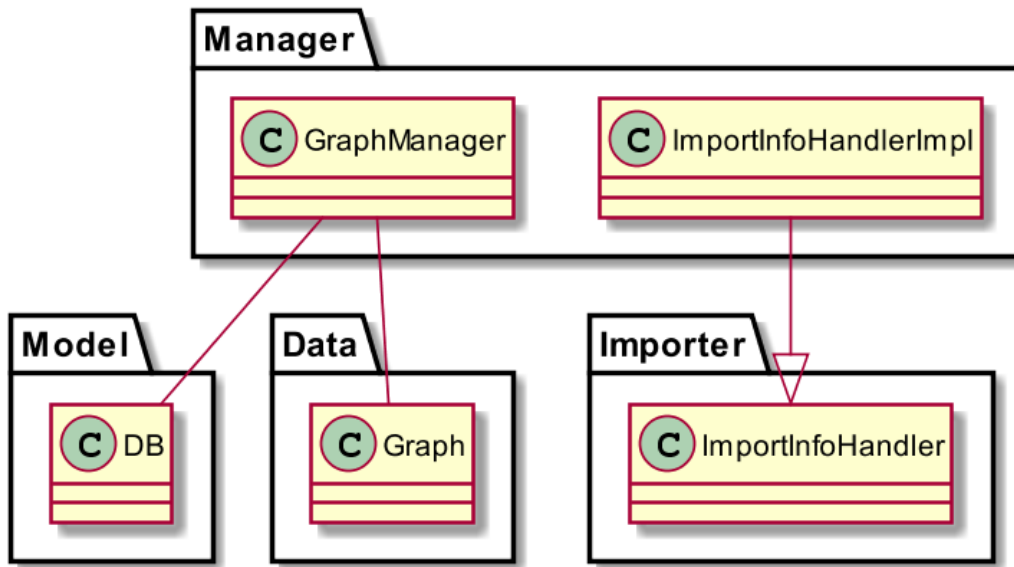 Manager
C GraphManager
C ImportInfoHandlerImpl
Model
Data
Importer
C DB
C Graph
C ImportInfoHandler